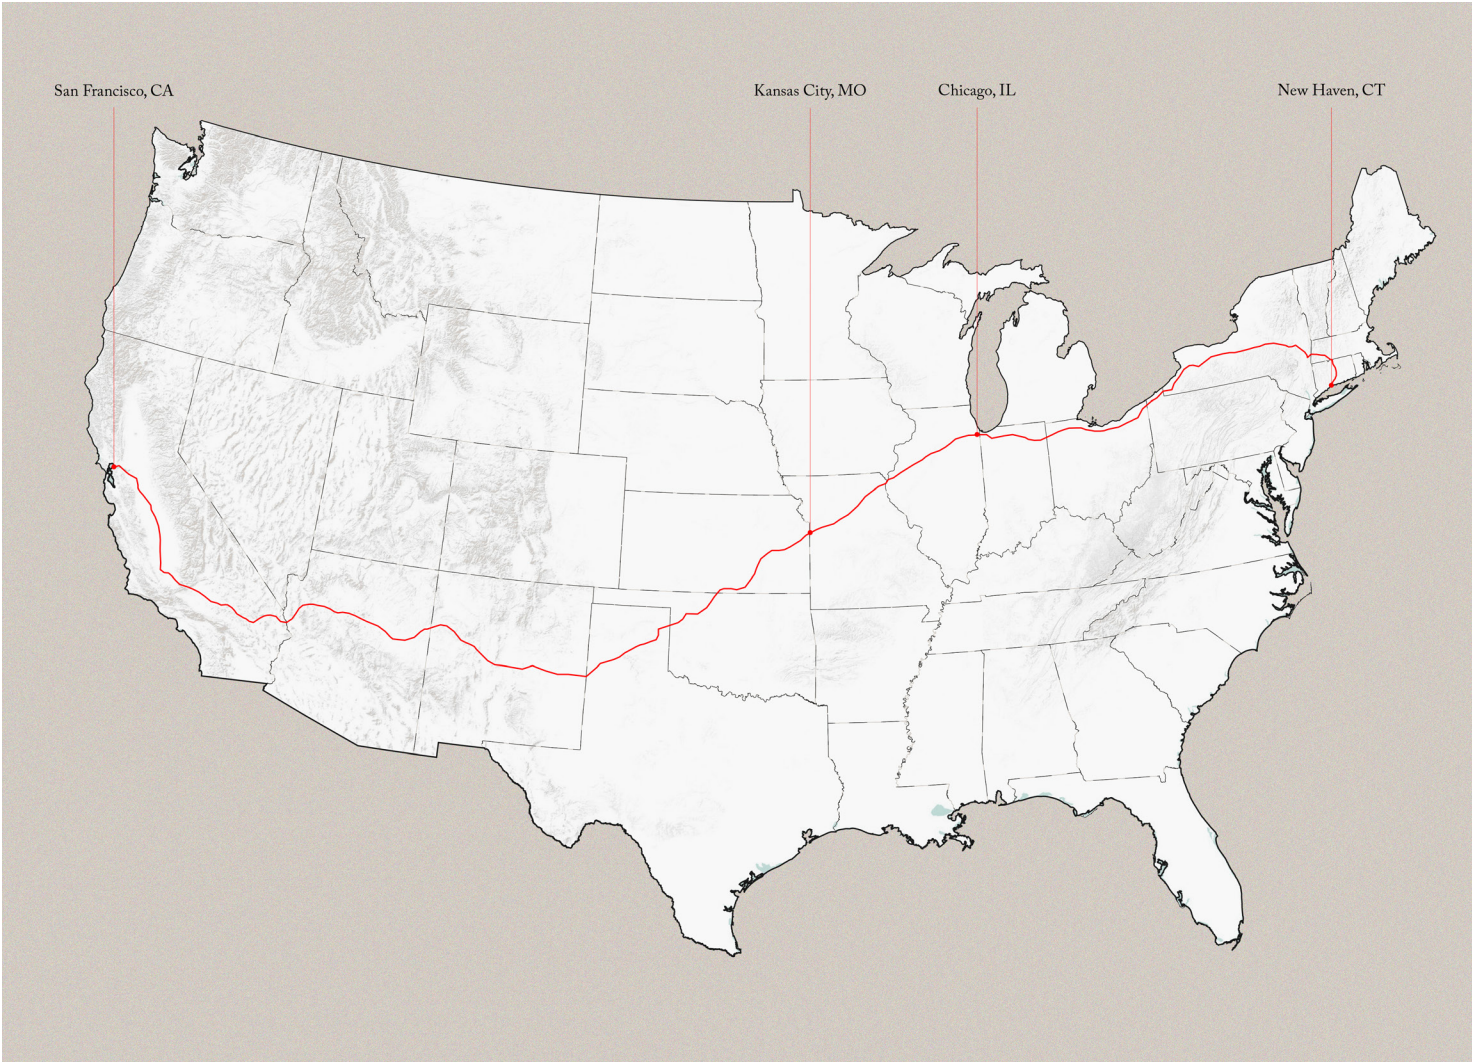 San Francisco, CA
Kansas City, MO
Chicago, IL
New Haven, CT